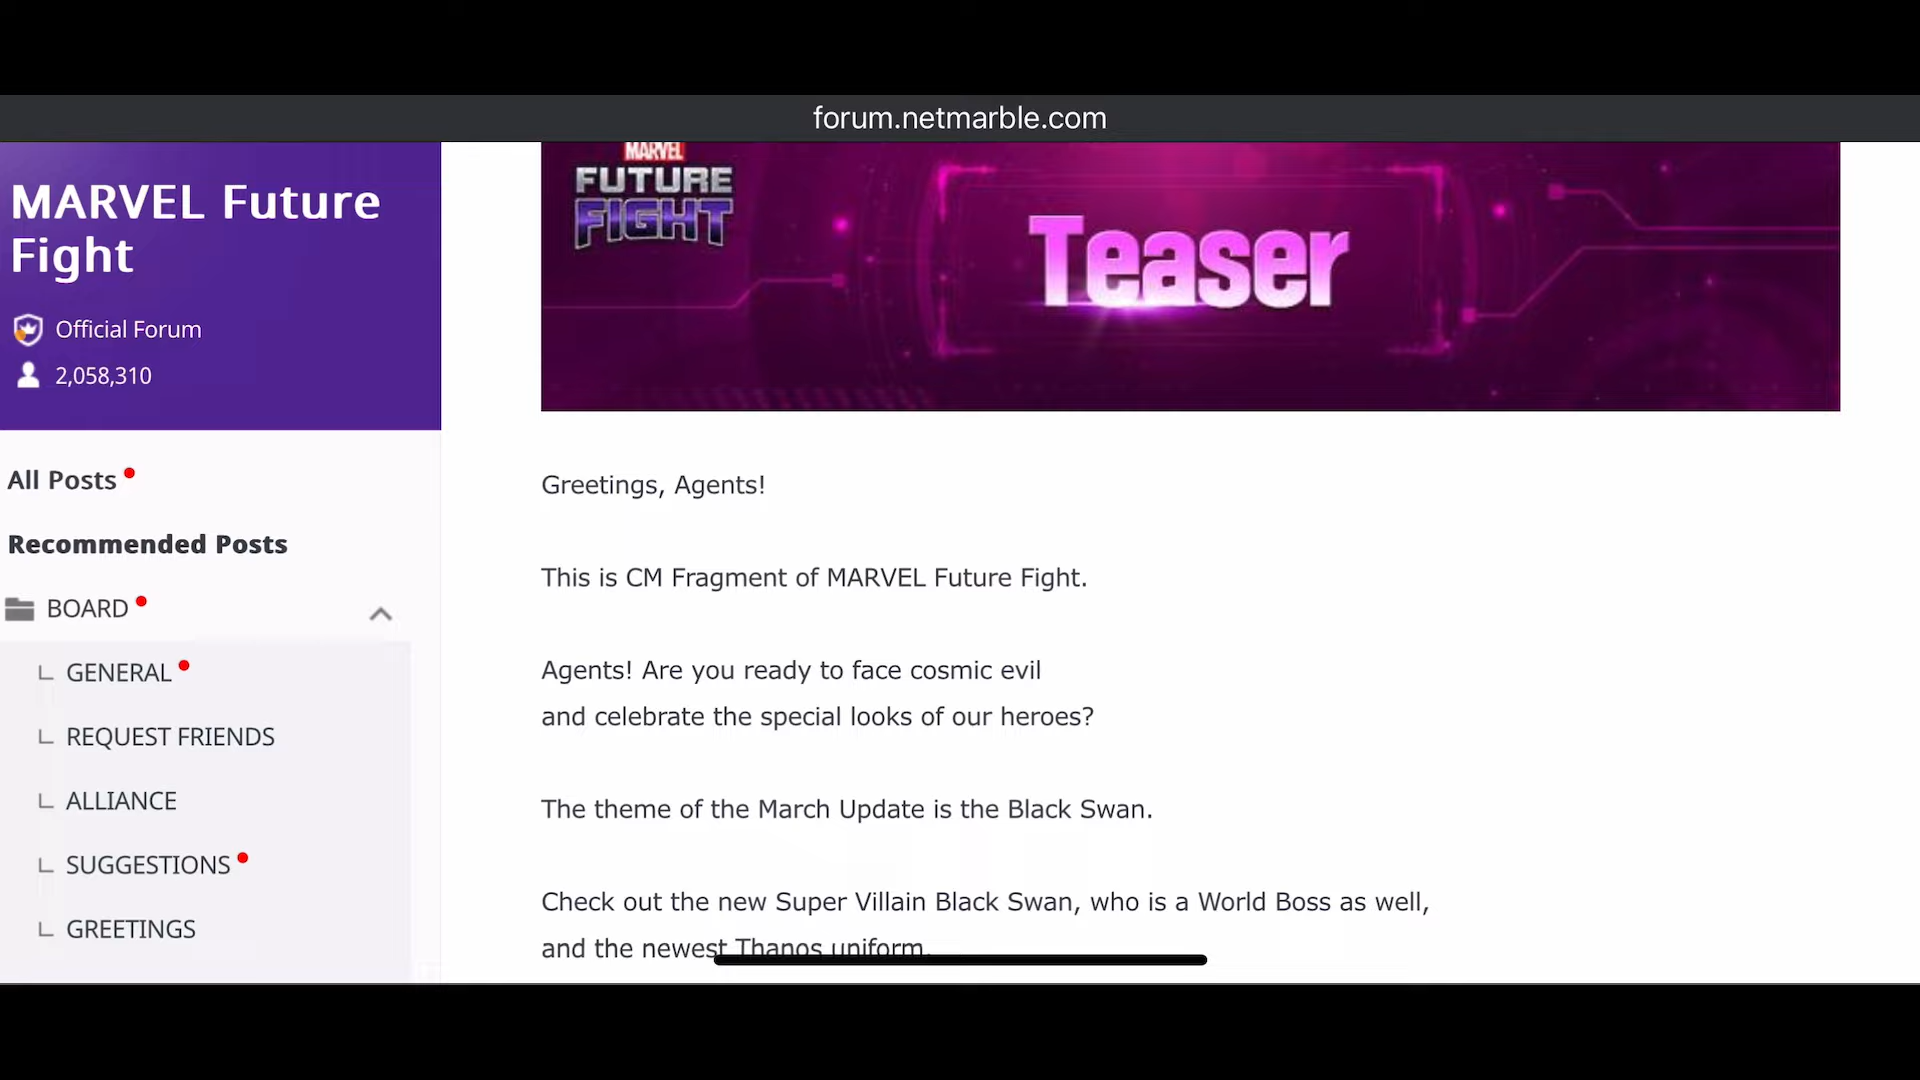 forum.netmarble.com
MARVEL Future
Fight
Official Forum
2,058,310
All Posts
Recommended Posts
BOARD
GENERAL
REQUEST FRIENDS
ALLIANCE
SUGGESTIONS
GREETINGS
MARVEL
FUTURE
FIGHT
Teaser
Greetings, Agents!
This is CM Fragment of MARVEL Future Fight.
Agents! Are you ready to face cosmic evil
and celebrate the special looks of our heroes?
The theme of the March Update is the Black Swan.
Check out the new Super Villain Black Swan, who is a World Boss as well,
and the newest Thanos uniform.